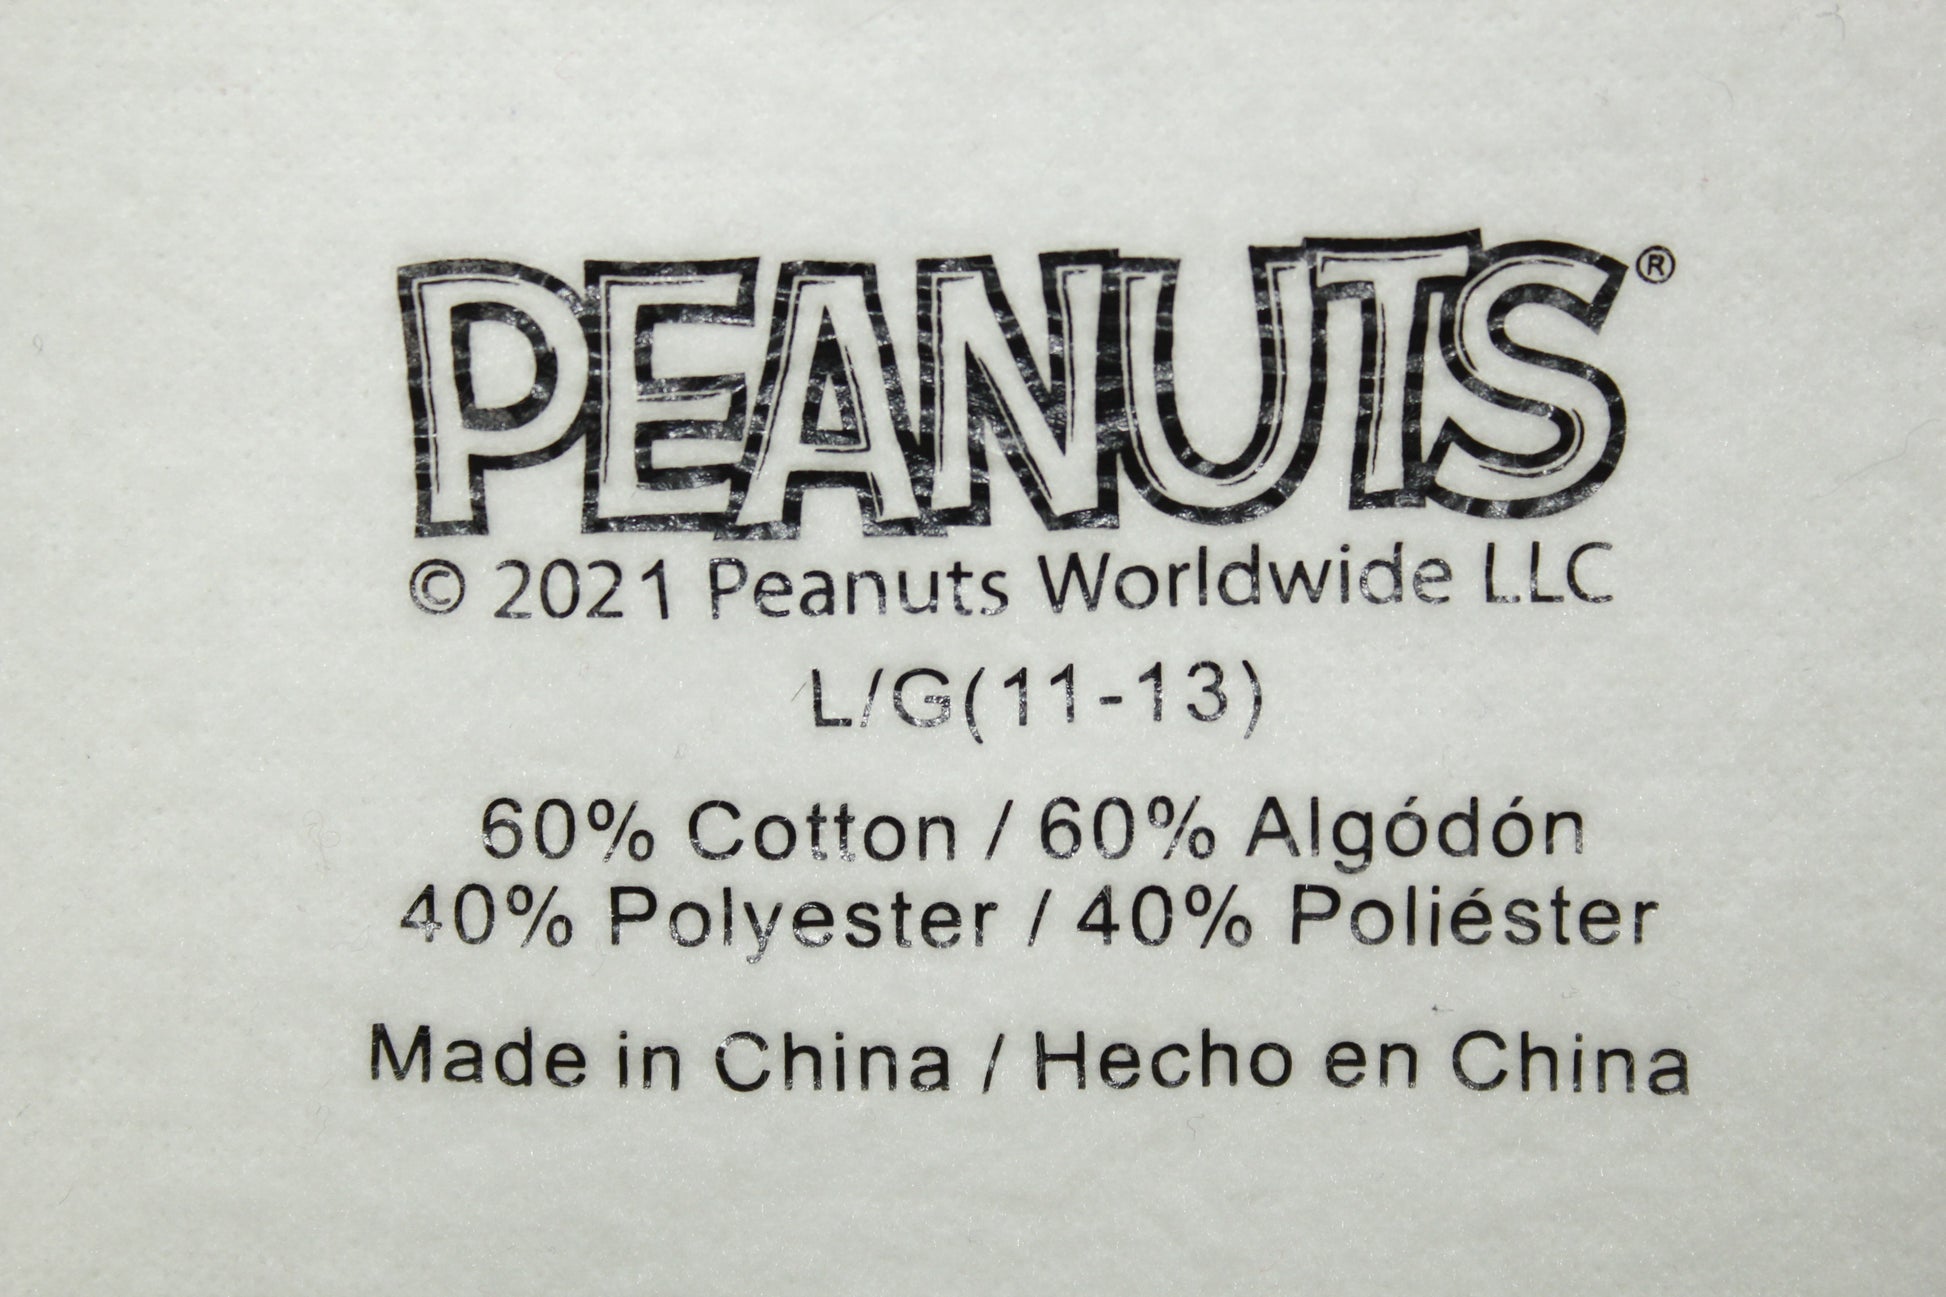 PEANUTS®
© 2021 Peanuts Worldwide LLC
L/G(11-13)
60% Cotton / 60% Algódón
40% Polyester / 40% Poliéster
Made in China / Hecho en China